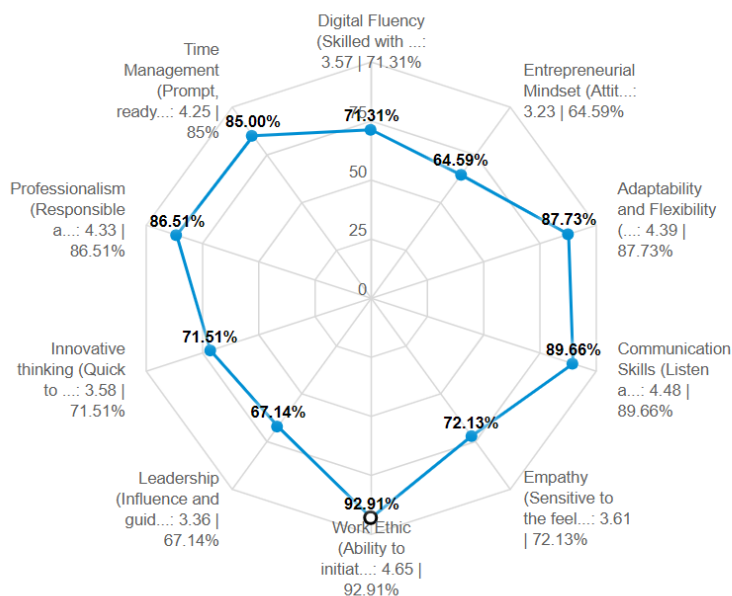 Digital Fluency
(Skilled with ...:
3.57 | 71.31%
Entrepreneurial
Mindset (Attit...:
3.23 | 64.59%
Adaptability
and Flexibility
(...: 4.39 |
87.73%
Communication
Skills (Listen
a...: 4.48 |
89.66%
Empathy
(Sensitive to
the feel...: 3.61
| 72.13%
Work Ethic
(Ability to
initiat...: 4.65 |
92.91%
Leadership
(Influence and
guid...: 3.36 |
67.14%
Innovative
thinking (Quick
to ...: 3.58 |
71.51%
Professionalism
(Responsible
a...: 4.33 |
86.51%
Time
Management
(Prompt,
ready...: 4.25 |
85%
75
50
25
0
71.31%
64.59%
87.73%
89.66%
72.13%
92.91%
67.14%
71.51%
86.51%
85.00%